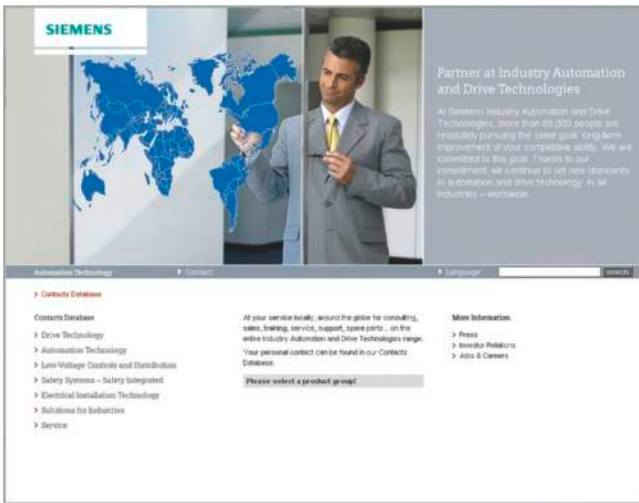 SIEMENS
Partner at Industry Automation
and Drive Technologies
At Siemens Industry Automation and Drive
Technologies, more than 85,000 people are
resolutely pursuing the same goal: long-term
improvement of your competitive ability. We are
committed to this goal. Thanks to our
commitment, we continue to set new standards
in automation and drive technology. In all
industries – worldwide.
Automation Technology
Contact
Language
search
Contacts Database
Contacts Database
Drive Technology
Automation Technology
Low-Voltage Controls and Distribution
Safety Systems – Safety Integrated
Electrical Installation Technology
Solutions for Industries
Service
At your service locally, around the globe for consulting,
sales, training, service, support, spare parts... on the
entire Industry Automation and Drive Technologies range.
Your personal contact can be found in our Contacts
Database.
Please select a product group!
More Information
Press
Investor Relations
Jobs & Careers